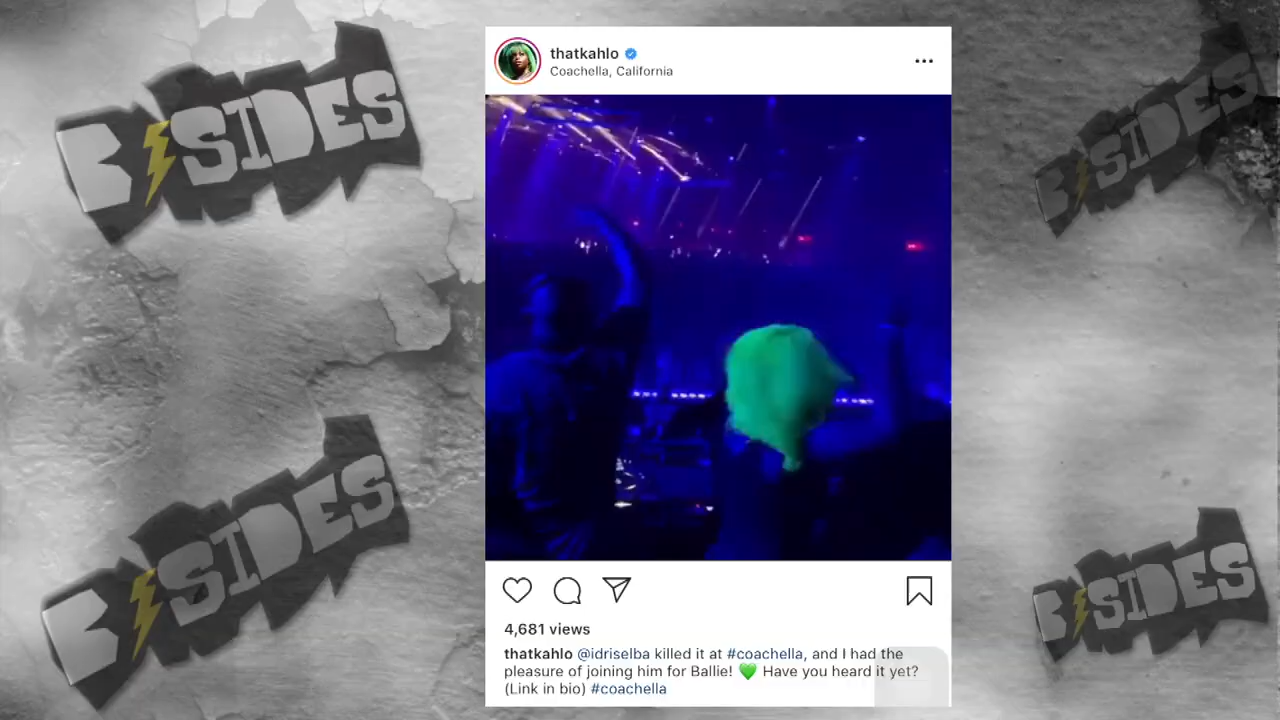 B SIDES
B SIDES
thatkahlo
Coachella, California
B SIDES
B SIDES
4,681 views
thatkahlo @idriselba killed it at #coachella, and I had the
pleasure of joining him for Ballie! 💚 Have you heard it yet?
(Link in bio) #coachella